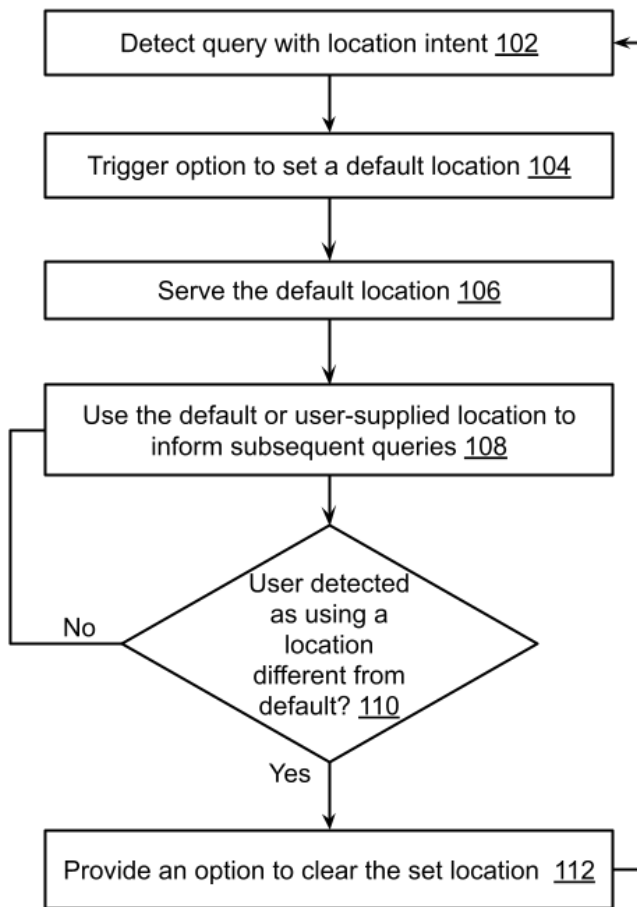 Detect query with location intent 102
Trigger option to set a default location 104
Serve the default location 106
Use the default or user-supplied location to
inform subsequent queries 108
User detected
as using a
location
different from
default? 110
No
Yes
Provide an option to clear the set location 112